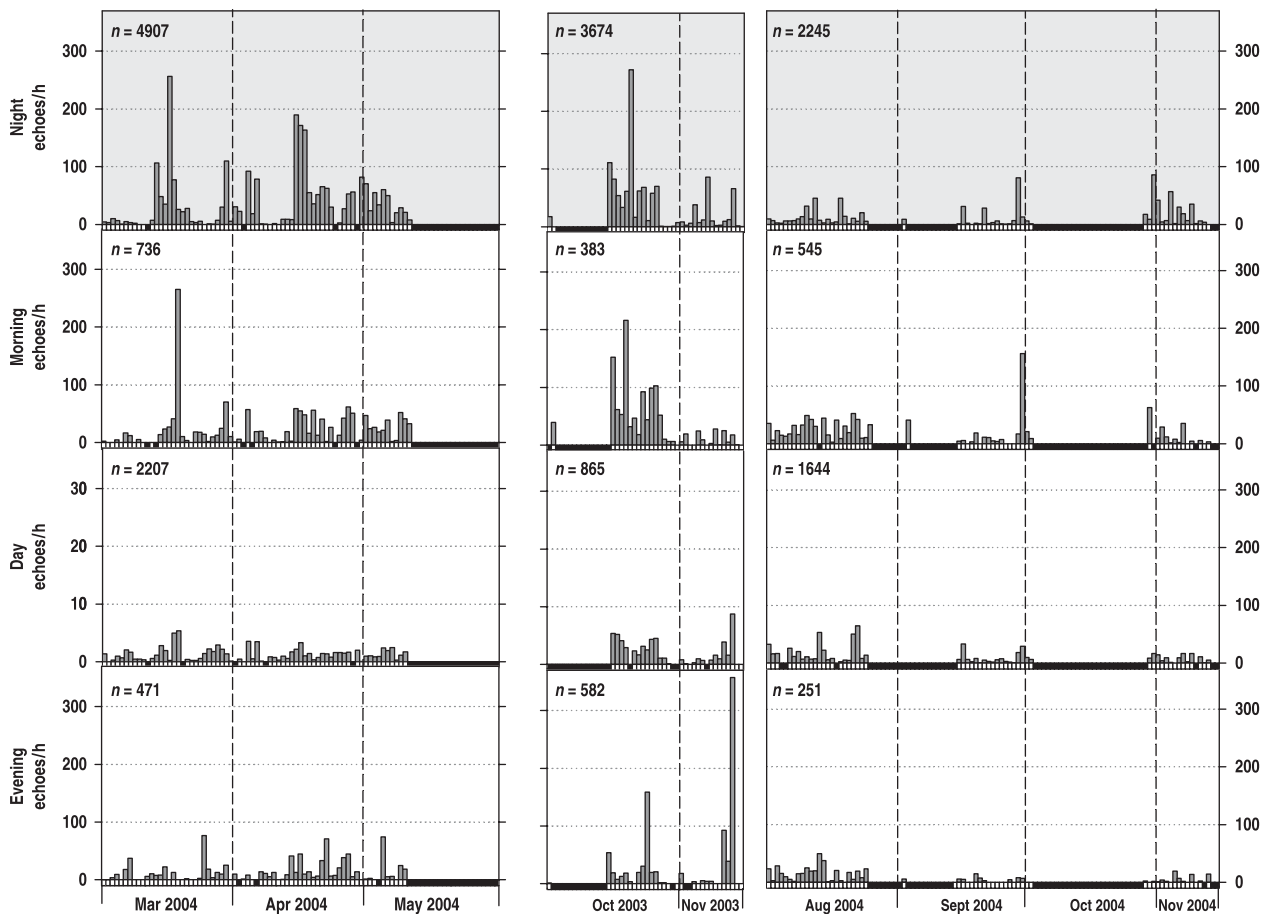 n = 4907
n = 3674
n = 2245
300
200
100
0
Night
echoes/h
300
200
100
0
n = 736
n = 383
n = 545
300
200
100
0
Morning
echoes/h
300
200
100
0
n = 2207
n = 865
n = 1644
30
20
10
0
Day
echoes/h
300
200
100
0
n = 471
n = 582
n = 251
300
200
100
0
Evening
echoes/h
300
200
100
0
Mar 2004 Apr 2004 May 2004 Oct 2003 Nov 2003 Aug 2004 Sept 2004 Oct 2004 Nov 2004